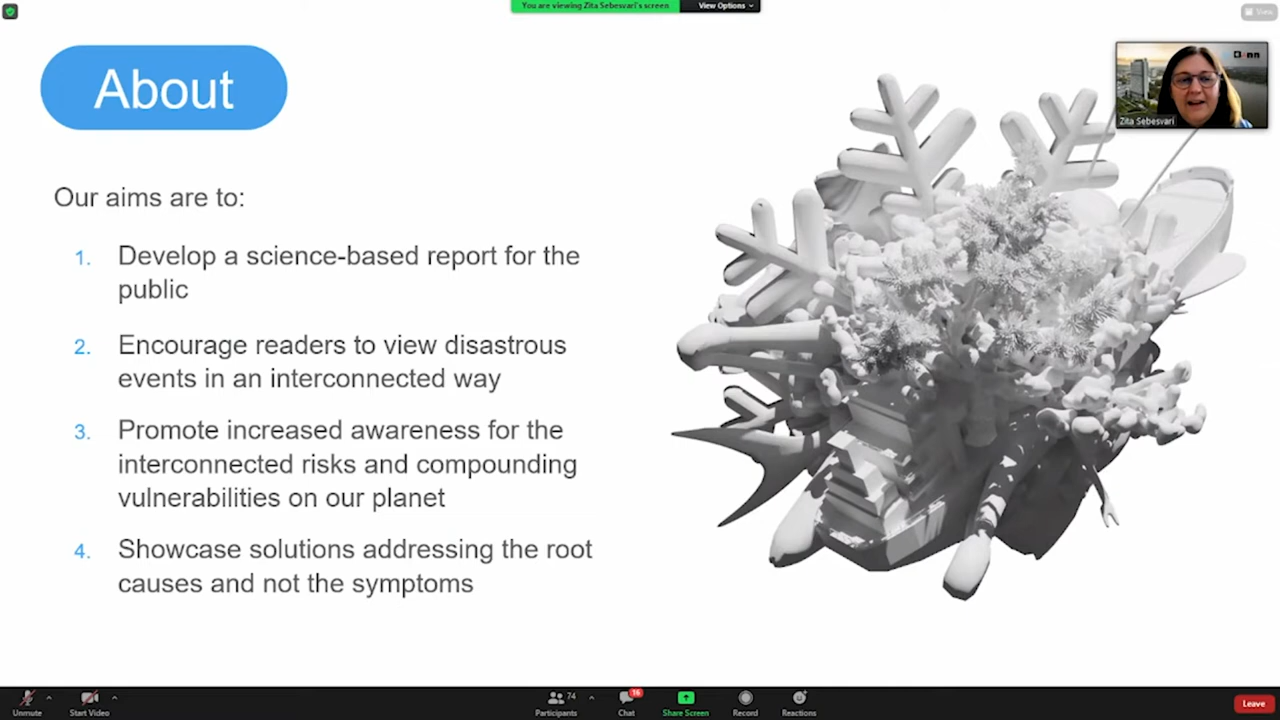 You are viewing Zita Sebesvari's screen
View Options
View
About
Zita Sebesvari
Our aims are to:
1. Develop a science-based report for the
public
2. Encourage readers to view disastrous
events in an interconnected way
3. Promote increased awareness for the
interconnected risks and compounding
vulnerabilities on our planet
4. Showcase solutions addressing the root
causes and not the symptoms
Unmute
Start Video
74
Participants
16
Chat
Share Screen
Record
Reactions
Leave